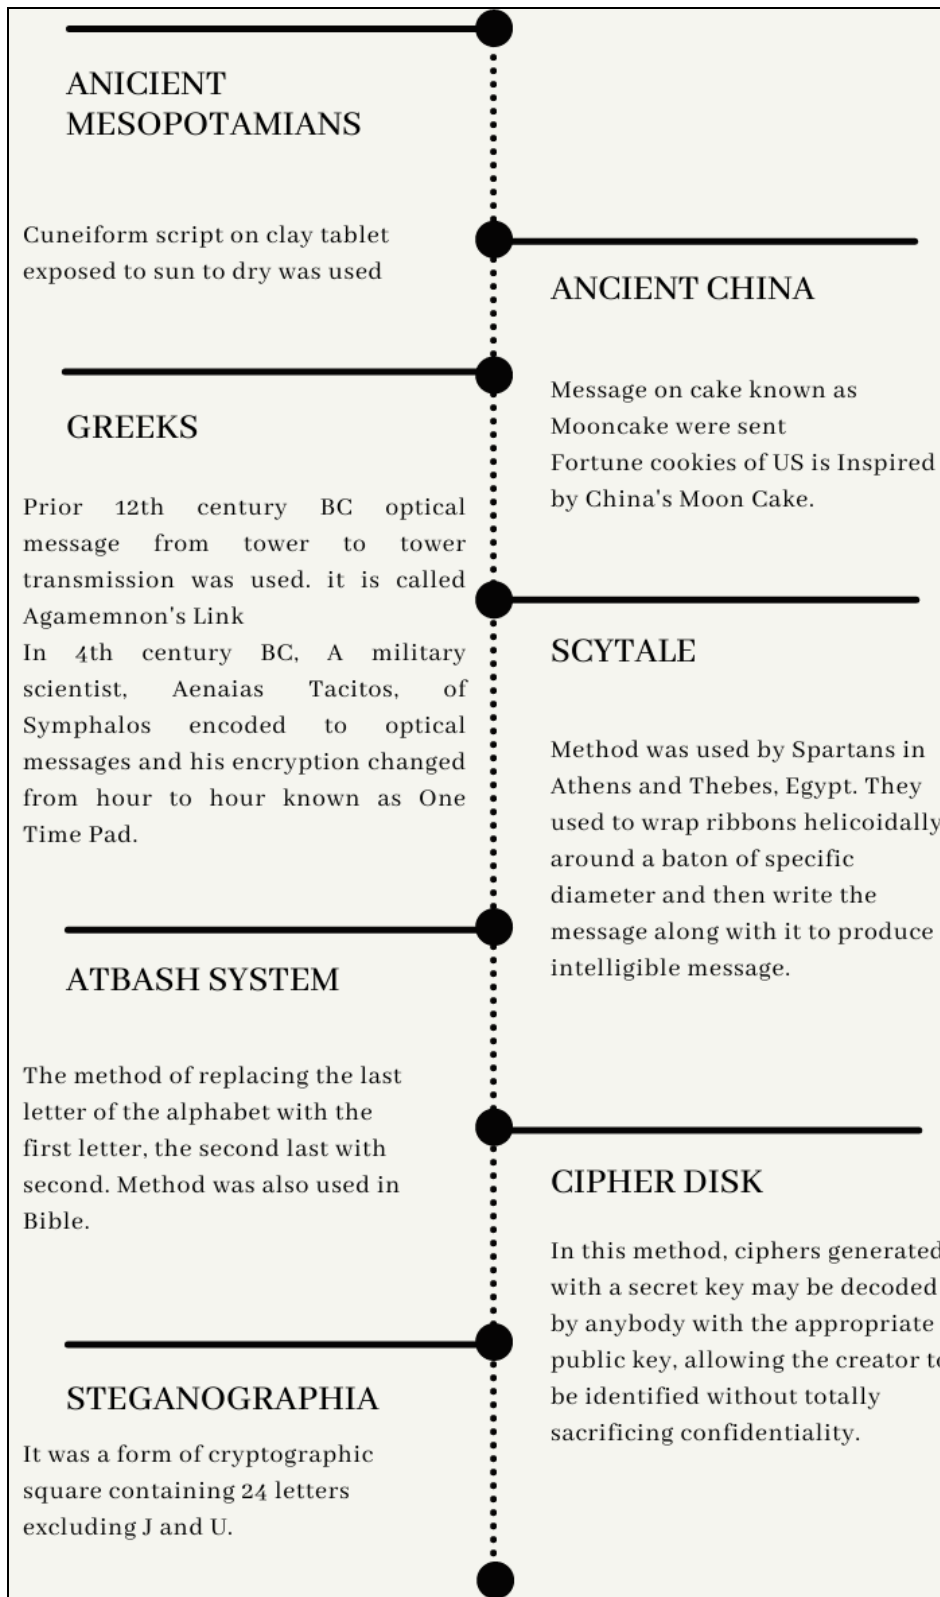 ANICIENT
MESOPOTAMIANS
Cuneiform script on clay tablet
exposed to sun to dry was used
ANCIENT CHINA
Message on cake known as
Mooncake were sent
Fortune cookies of US is Inspired
by China's Moon Cake.
GREEKS
Prior 12th century BC optical
message from tower to tower
transmission was used. it is called
Agamemnon's Link
In 4th century BC, A military
scientist, Aenaias Tacitos, of
Symphalos encoded to optical
messages and his encryption changed
from hour to hour known as One
Time Pad.
SCYTALE
Method was used by Spartans in
Athens and Thebes, Egypt. They
used to wrap ribbons helicoidally
around a baton of specific
diameter and then write the
message along with it to produce
intelligible message.
ATBASH SYSTEM
The method of replacing the last
letter of the alphabet with the
first letter, the second last with
second. Method was also used in
Bible.
CIPHER DISK
In this method, ciphers generated
with a secret key may be decoded
by anybody with the appropriate
public key, allowing the creator to
be identified without totally
sacrificing confidentiality.
STEGANOGRAPHIA
It was a form of cryptographic
square containing 24 letters
excluding J and U.